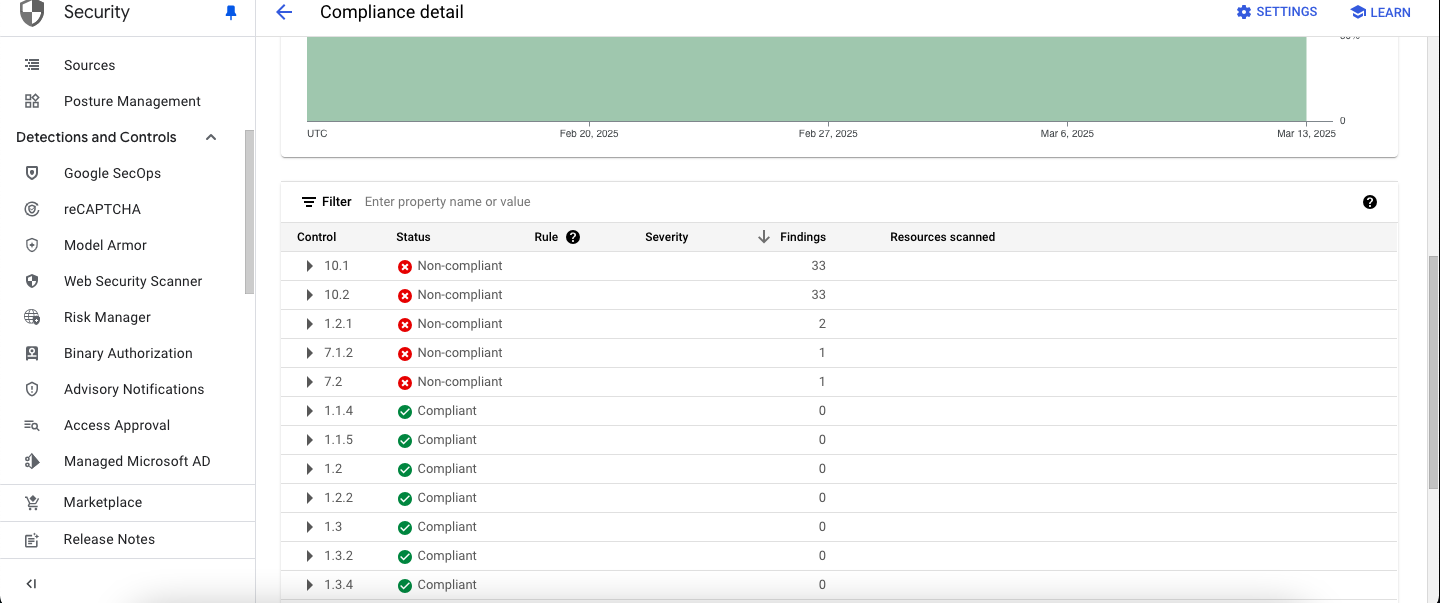 Security
Compliance detail
SETTINGS
LEARN
Sources
Posture Management
Detections and Controls
Google SecOps
reCAPTCHA
Model Armor
Web Security Scanner
Risk Manager
Binary Authorization
Advisory Notifications
Access Approval
Managed Microsoft AD
Marketplace
Release Notes
0
UTC Feb 20, 2025 Feb 27, 2025 Mar 6, 2025 Mar 13, 2025
Filter Enter property name or value
Control Status Rule Severity Findings Resources scanned
10.1 Non-compliant 33
10.2 Non-compliant 33
1.2.1 Non-compliant 2
7.1.2 Non-compliant 1
7.2 Non-compliant 1
1.1.4 Compliant 0
1.1.5 Compliant 0
1.2 Compliant 0
1.2.2 Compliant 0
1.3 Compliant 0
1.3.2 Compliant 0
1.3.4 Compliant 0